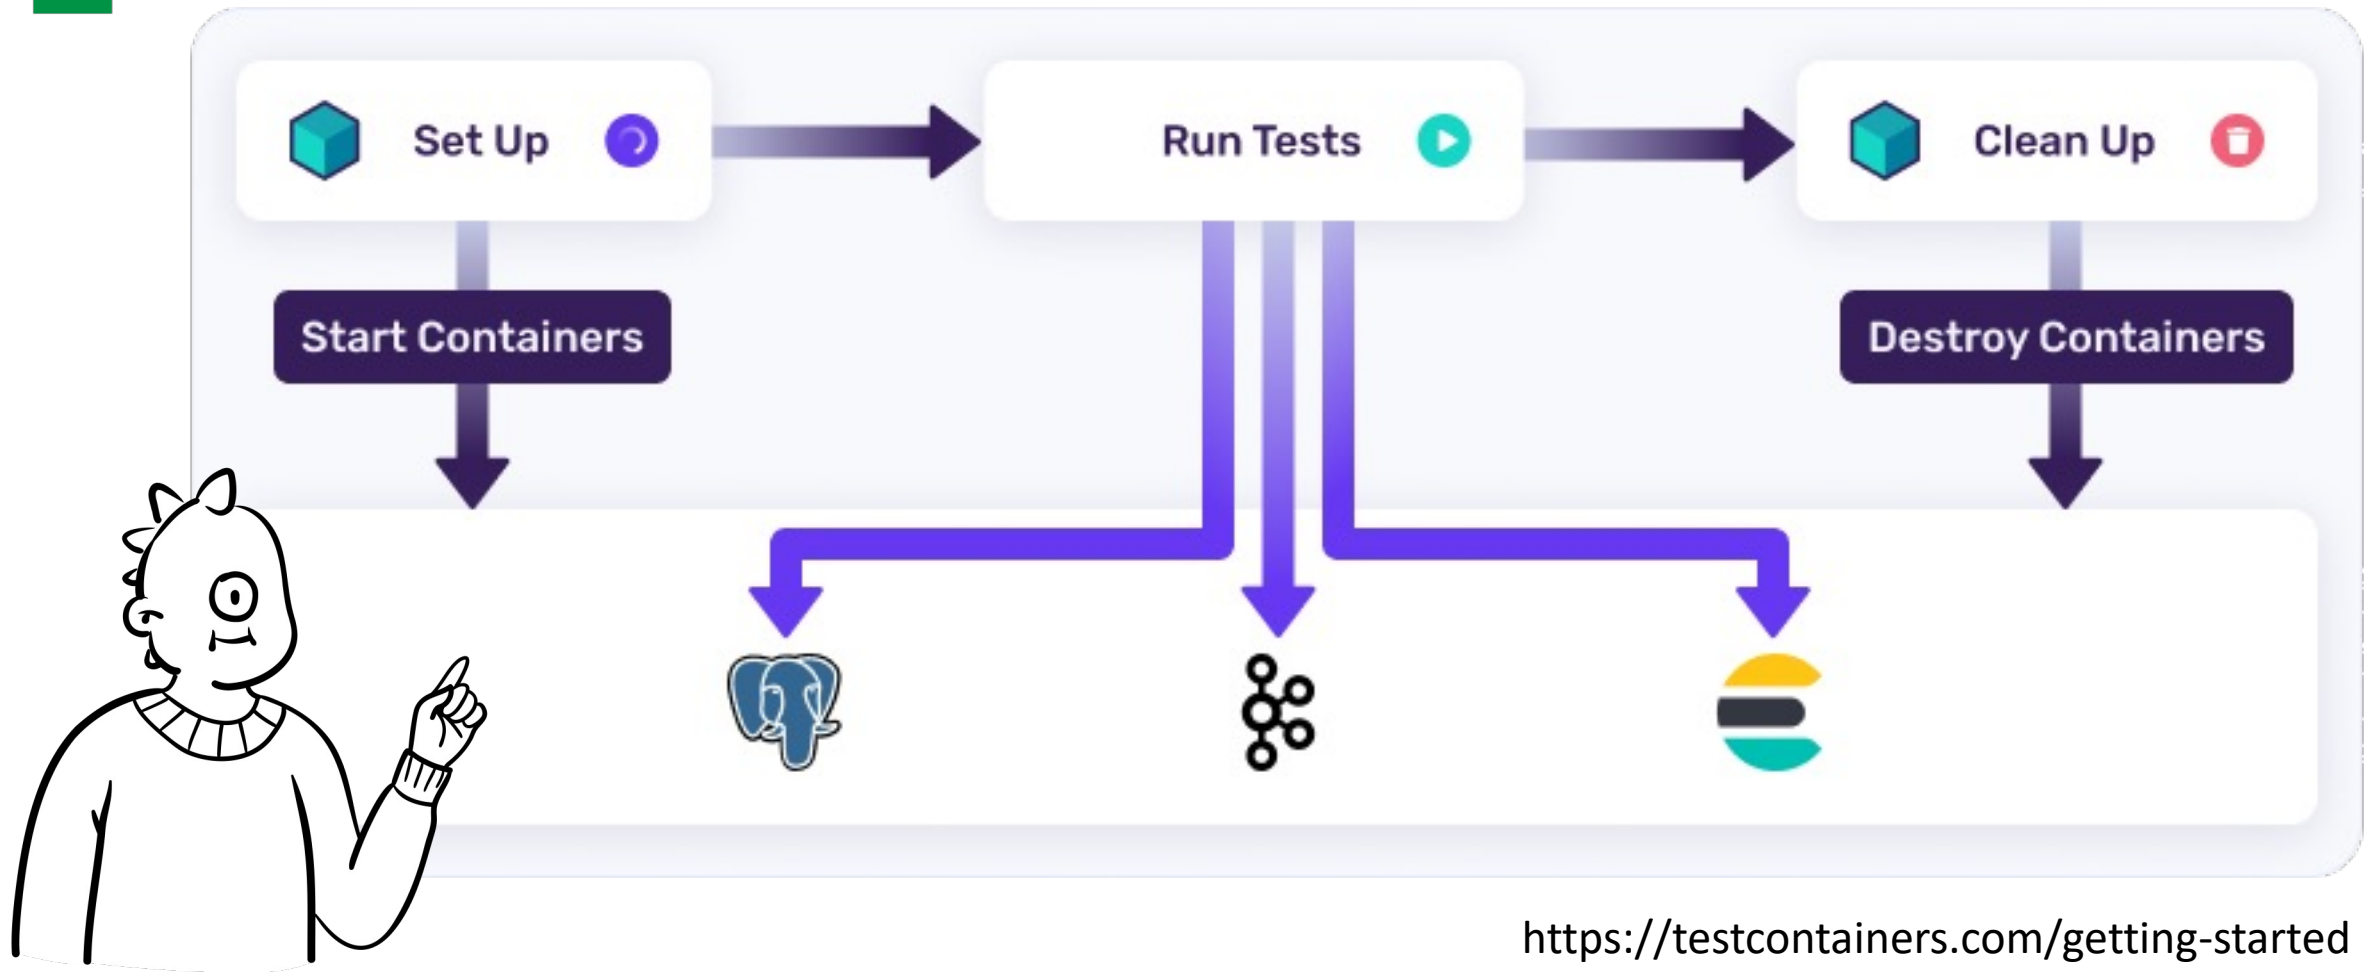 Set Up
Run Tests
Clean Up
Start Containers
Destroy Containers
https://testcontainers.com/getting-started